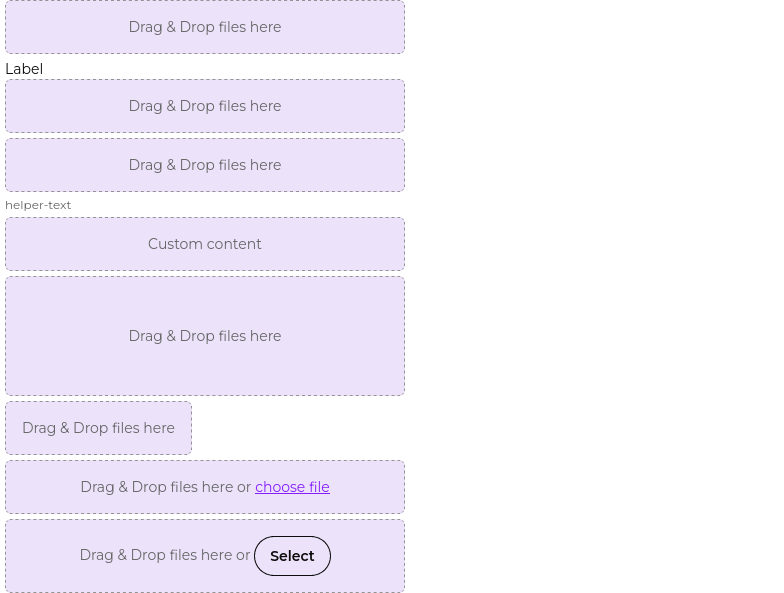 Drag & Drop files here
Label
Drag & Drop files here
Drag & Drop files here
helper-text
Custom content
Drag & Drop files here
Drag & Drop files here
Drag & Drop files here or choose file
Drag & Drop files here or Select